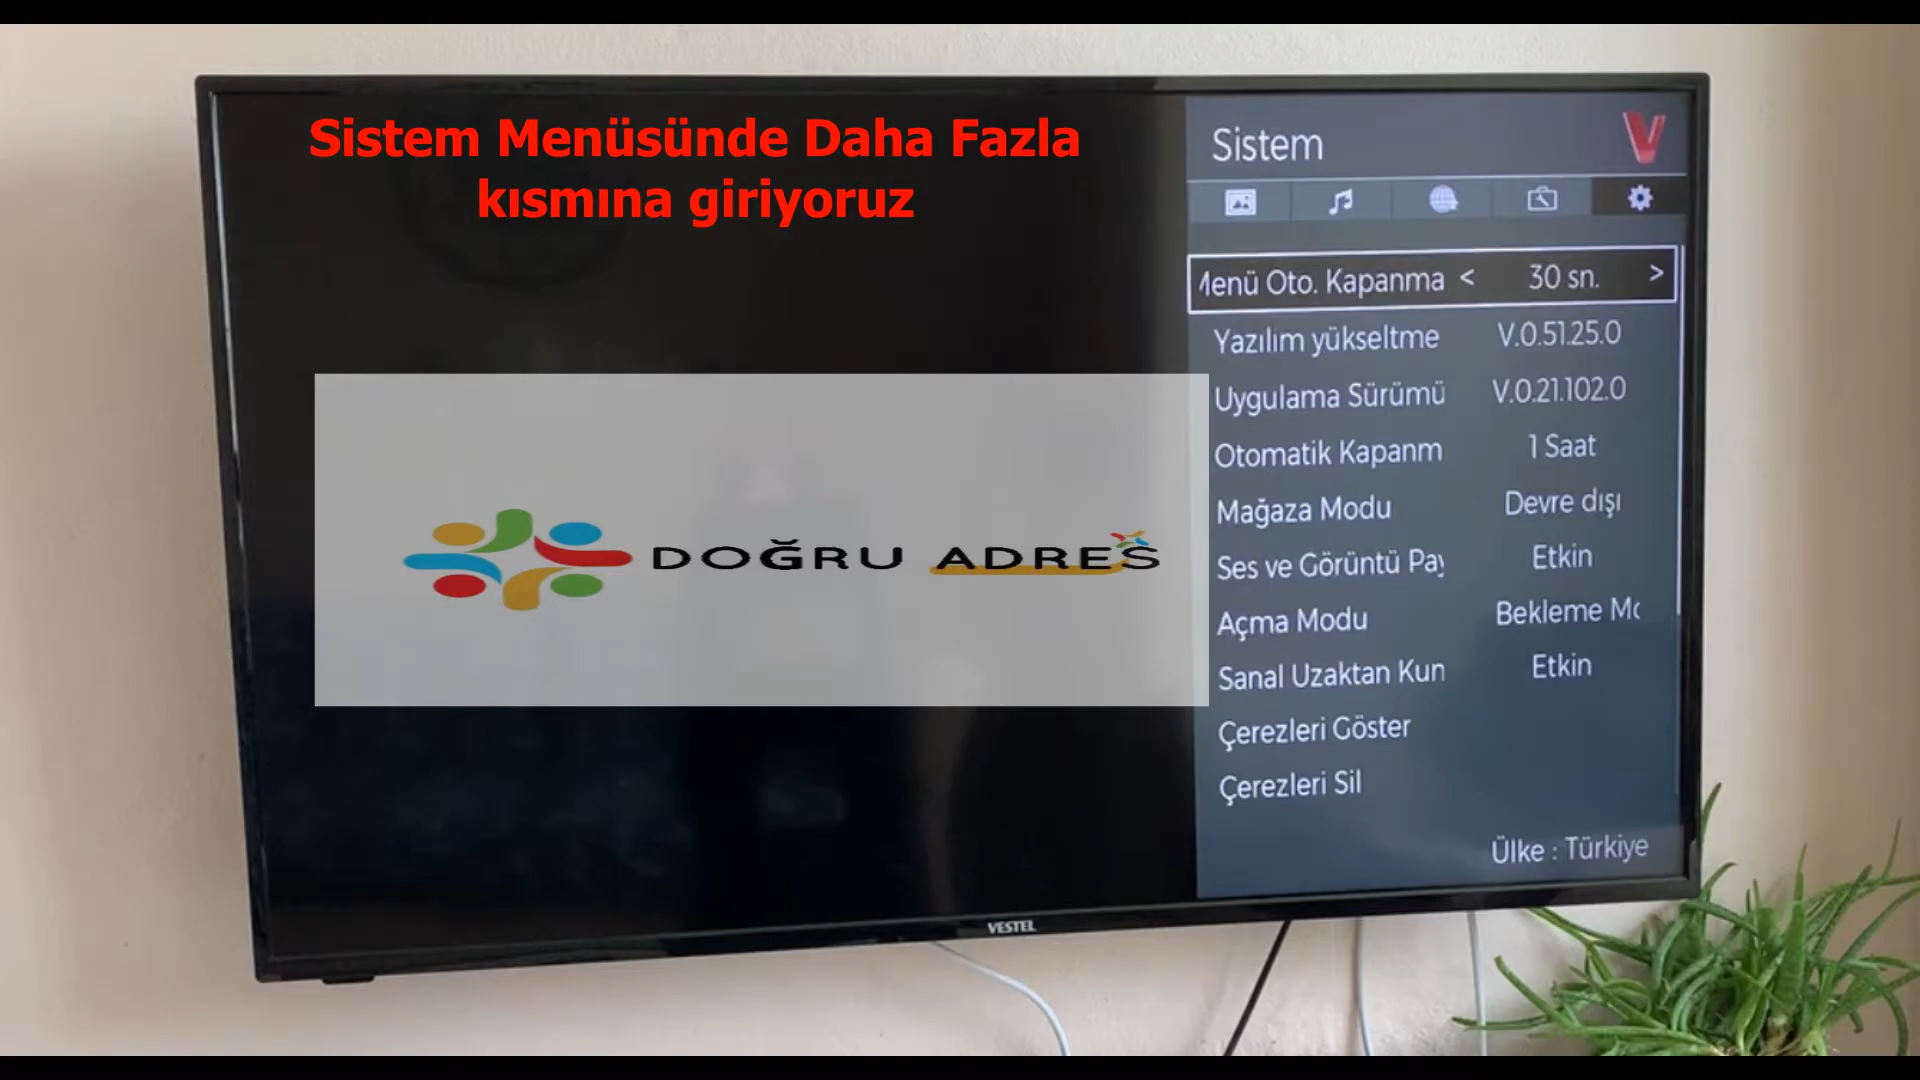 Sistem Menüsünde Daha Fazla
kısmına giriyoruz
Sistem
Menü Oto. Kapanma < 30 sn. >
Yazılım yükseltme V.0.51.25.0
Uygulama Sürümü V.0.21.102.0
Otomatik Kapanm 1 Saat
Mağaza Modu Devre dışı
Ses ve Görüntü Pay Etkin
Açma Modu Bekleme Mo
Sanal Uzaktan Kun Etkin
Çerezleri Göster
Çerezleri Sil
Ülke : Türkiye
DOĞRU ADRES
VESTEL